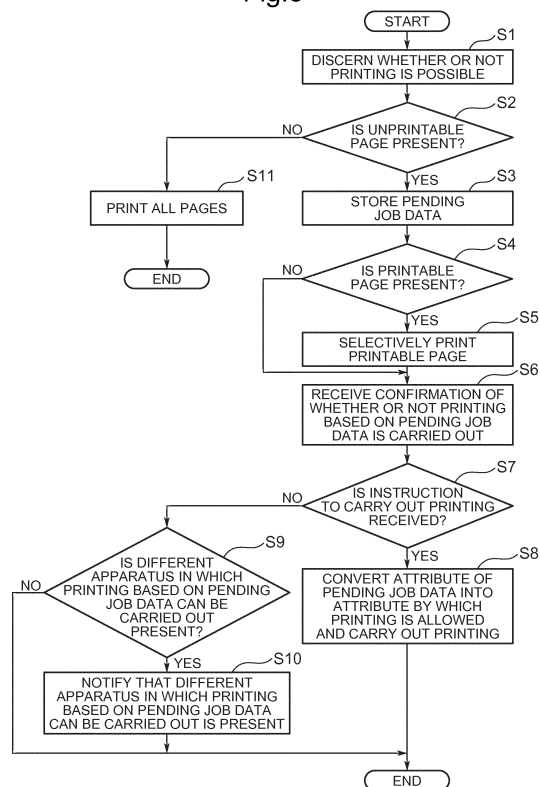 START
S1
DISCERN WHETHER OR NOT
PRINTING IS POSSIBLE
S2
NO
IS UNPRINTABLE
PAGE PRESENT?
YES
S11
PRINT ALL PAGES
END
S3
STORE PENDING
JOB DATA
S4
NO
IS PRINTABLE
PAGE PRESENT?
YES
S5
SELECTIVELY PRINT
PRINTABLE PAGE
S6
RECEIVE CONFIRMATION OF
WHETHER OR NOT PRINTING
BASED ON PENDING JOB
DATA IS CARRIED OUT
S7
NO
IS INSTRUCTION
TO CARRY OUT PRINTING
RECEIVED?
YES
S8
CONVERT ATTRIBUTE OF
PENDING JOB DATA INTO
ATTRIBUTE BY WHICH
PRINTING IS ALLOWED
AND CARRY OUT PRINTING
S9
NO
IS DIFFERENT
APPARATUS IN WHICH
PRINTING BASED ON PENDING
JOB DATA CAN BE
CARRIED OUT
PRESENT?
YES
S10
NOTIFY THAT DIFFERENT
APPARATUS IN WHICH PRINTING
BASED ON PENDING JOB DATA
CAN BE CARRIED OUT IS PRESENT
END